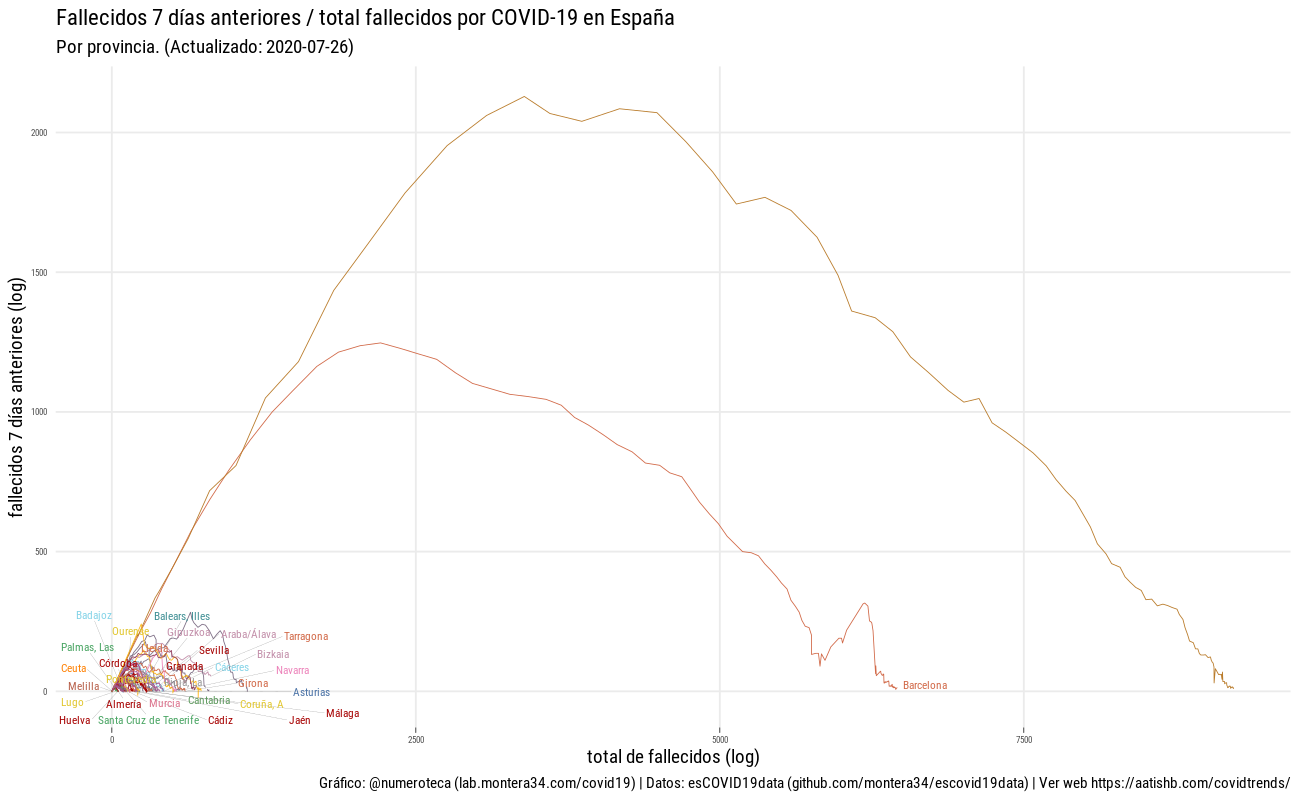 Fallecidos 7 días anteriores / total fallecidos por COVID-19 en España
Por provincia. (Actualizado: 2020-07-26)
fallecidos 7 días anteriores (log)
2000
1500
1000
500
0
Badajoz
Balears, Illes
Ourense
Gipuzkoa
Araba/Álava
Tarragona
Palmas, Las
Lleida
Sevilla
Bizkaia
Córdoba
Granada
Cáceres
Ceuta
Navarra
Melilla
Rioja, La
Girona
Barcelona
Asturias
Lugo
Almería
Murcia
Cantabria
Coruña, A
Málaga
Huelva
Santa Cruz de Tenerife
Cádiz
Jaén
0
2500
5000
7500
total de fallecidos (log)
Gráfico: @numeroteca (lab.montera34.com/covid19) | Datos: esCOVID19data (github.com/montera34/escovid19data) | Ver web https://aatishb.com/covidtrends/